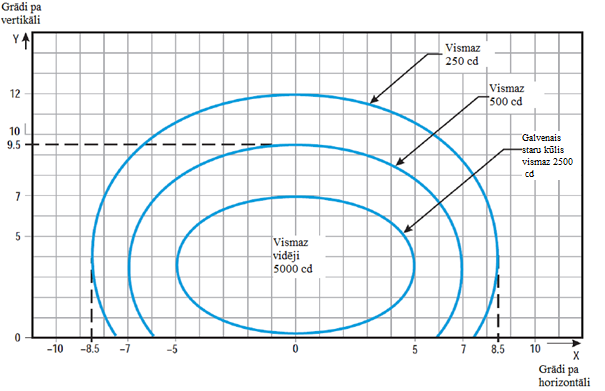 Grādi pa
vertikāli
Y
Vismaz
250 cd
Vismaz
500 cd
Galvenais
staru kūlis
vismaz 2500
cd
12
10
9.5
7
5
0
Vismaz
vidēji
5000 cd
−10
−8.5
−7
−5
0
5
7
8.5
10
X
Grādi pa
horizontāli